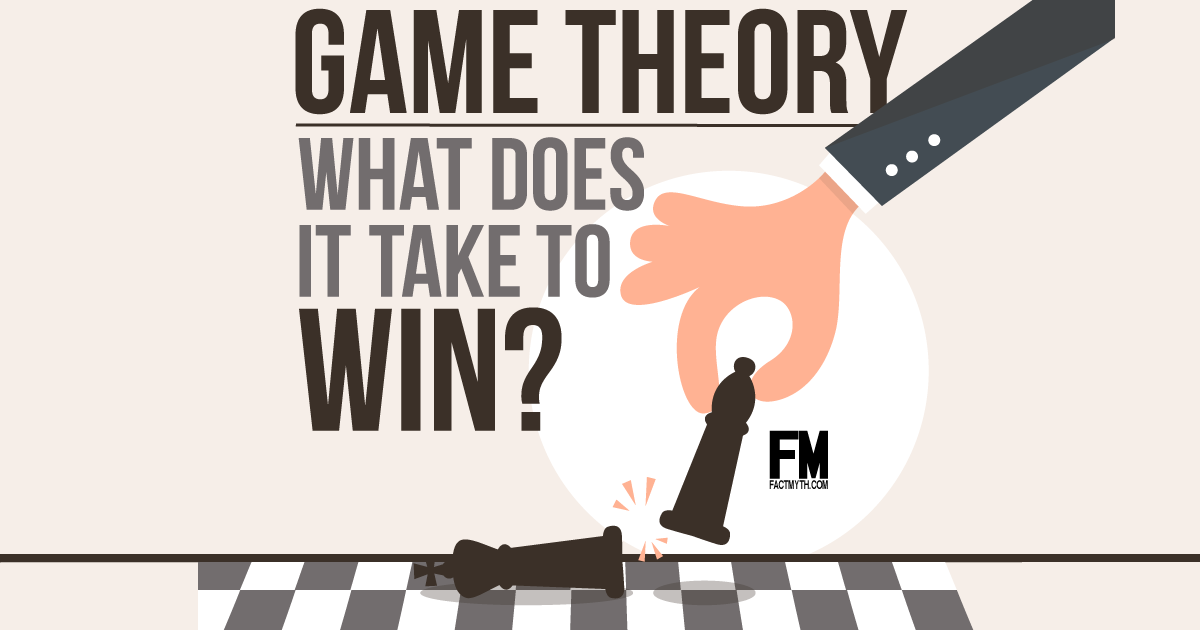 GAME THEORY
WHAT DOES
IT TAKE TO
WIN?
FM
FACTMYTH.COM